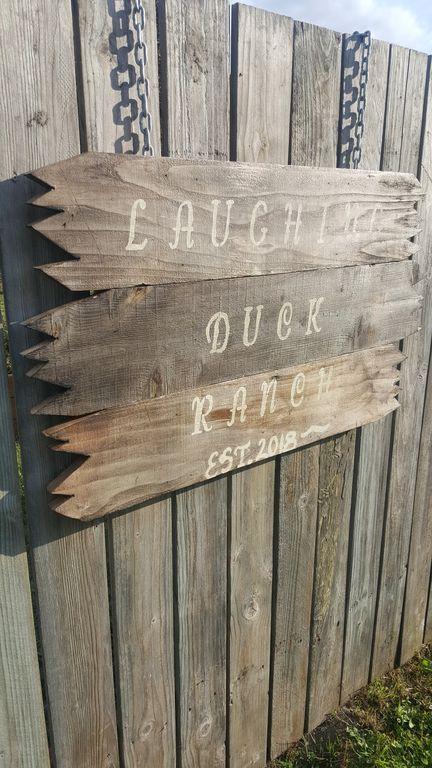 LAUGHING
DUCK
RANCH
EST. 2018